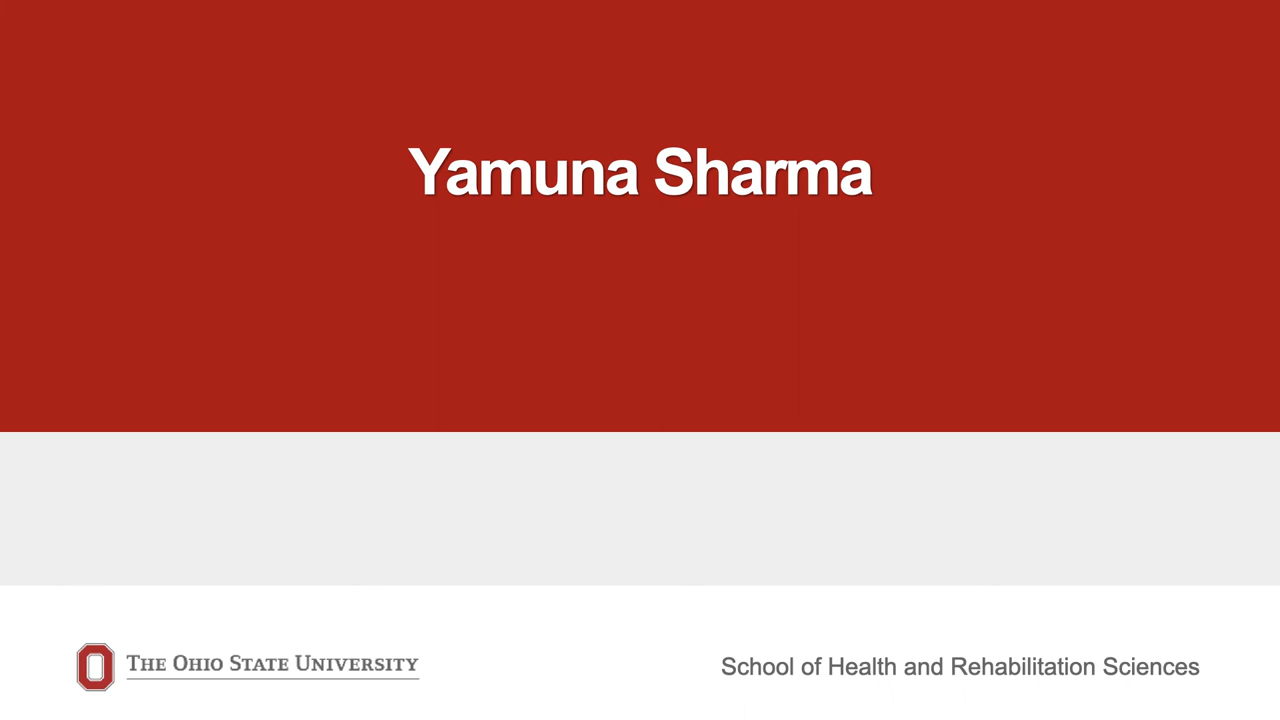 Yamuna Sharma
THE OHIO STATE UNIVERSITY
School of Health and Rehabilitation Sciences